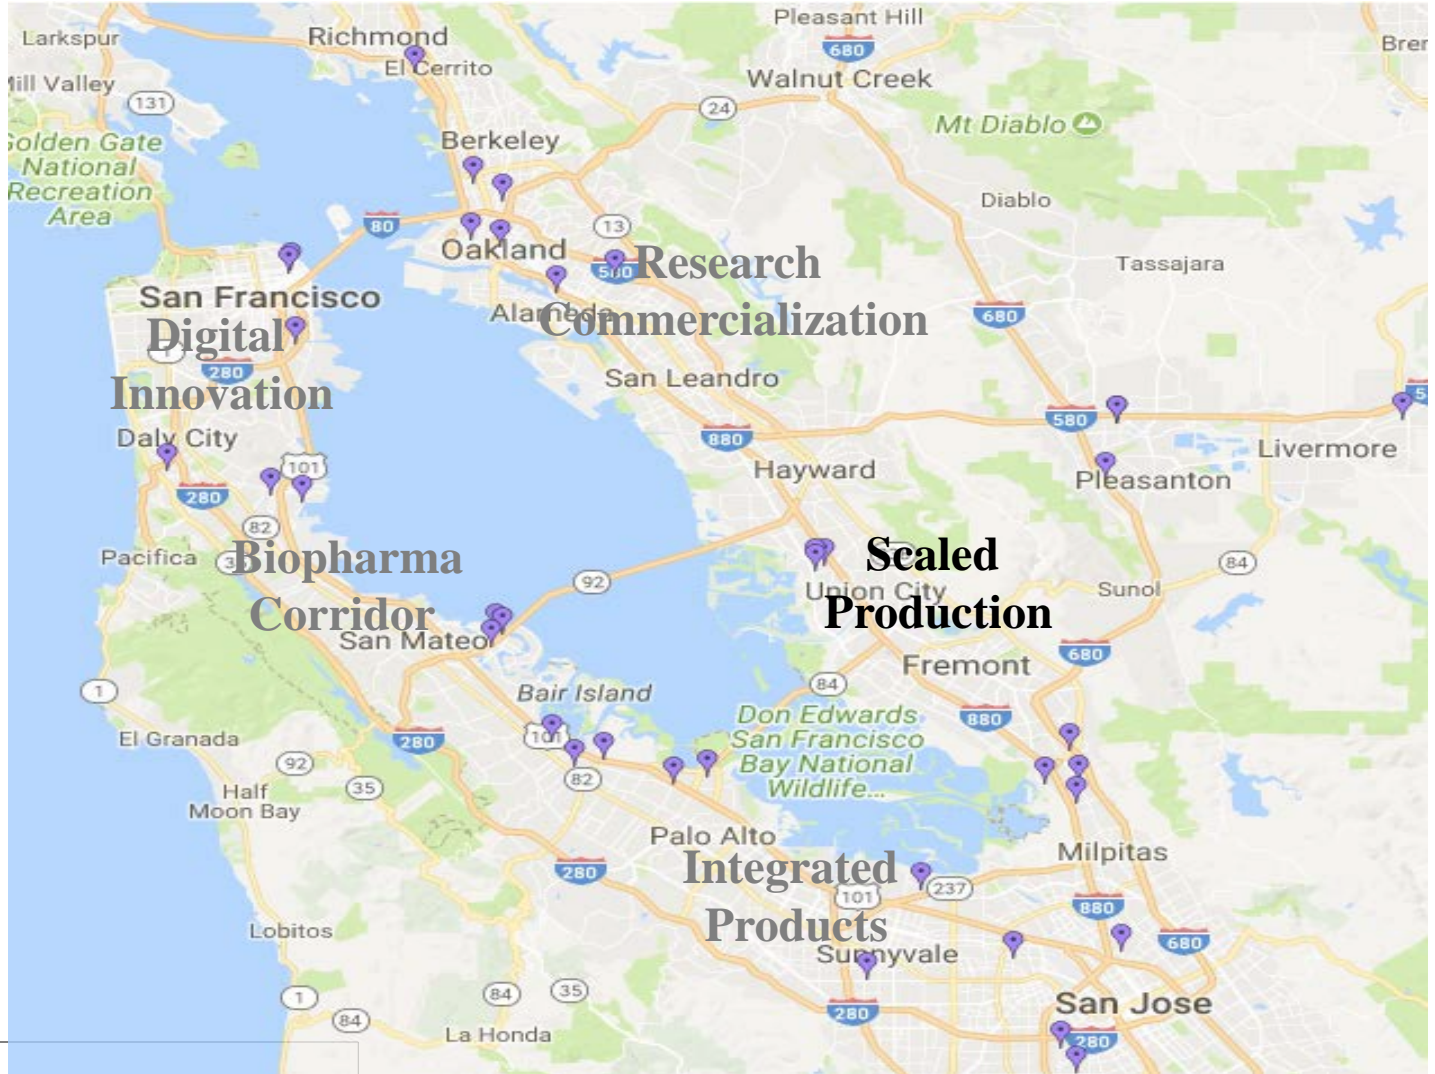 Pleasant Hill
Larkspur
Richmond
680
Brer
El Cerrito
Mill Valley
Walnut Creek
131
24
Golden Gate
National
Recreation
Area
Berkeley
Mt Diablo
Diablo
80
13
Oakland
580
Research
Commercialization
Tassajara
San Francisco
Alameda
680
Digital
Innovation
1
280
San Leandro
580
5
Daly City
880
Livermore
101
Hayward
Pleasanton
280
82
Pacifica
Biopharma
Corridor
Scaled
Production
84
92
Union City
Sunol
San Mateo
680
Fremont
1
Bair Island
84
Don Edwards
San Francisco
Bay National
Wildlife...
880
El Granada
280
101
92
82
35
Half
Moon Bay
Palo Alto
Milpitas
Integrated
Products
280
101
237
880
Lobitos
680
Sunnyvale
1
84
35
280
San Jose
84
La Honda
280